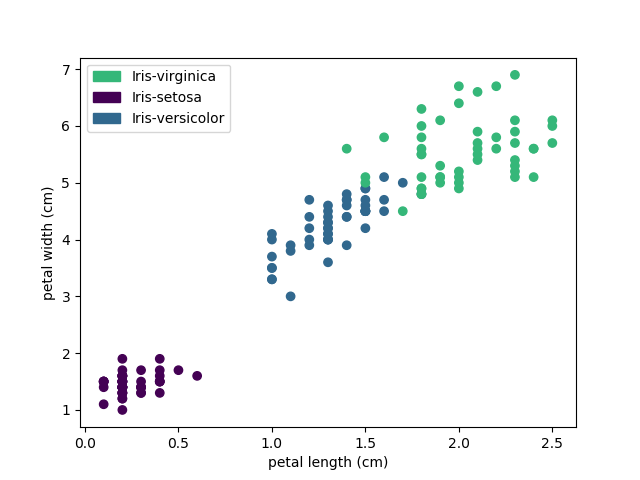 Iris-virginica
Iris-setosa
Iris-versicolor
petal width (cm)
7
6
5
4
3
2
1
0.0 0.5 1.0 1.5 2.0 2.5
petal length (cm)